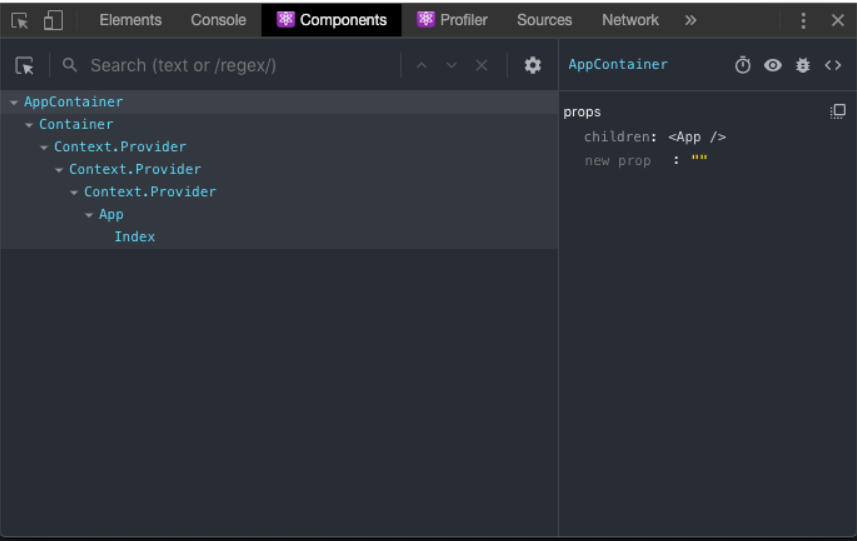 Elements Console Components Profiler Sources Network »
Search (text or /regex/)
AppContainer
Container
Context.Provider
Context.Provider
Context.Provider
App
Index
AppContainer <>
props
children: <App />
new prop : ""